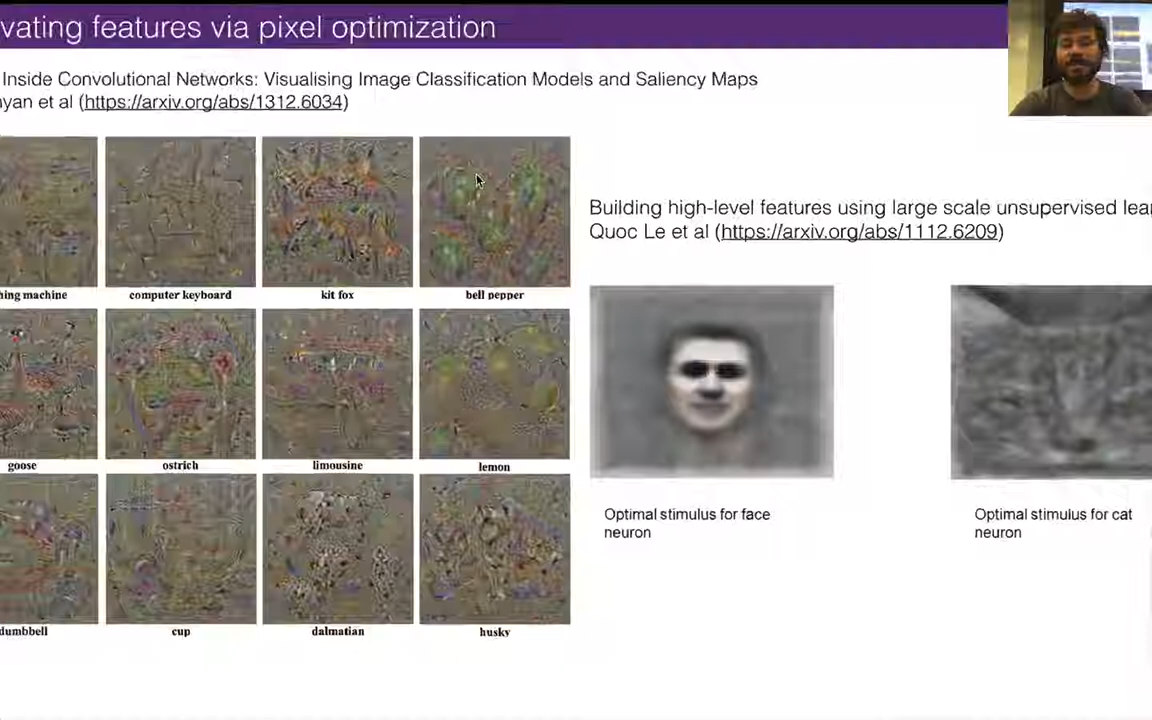 vating features via pixel optimization
Inside Convolutional Networks: Visualising Image Classification Models and Saliency Maps
nyan et al (https://arxiv.org/abs/1312.6034)
hing machine
computer keyboard
kit fox
bell pepper
Building high-level features using large scale unsupervised lea
Quoc Le et al (https://arxiv.org/abs/1112.6209)
goose
ostrich
limousine
lemon
Optimal stimulus for face
neuron
Optimal stimulus for cat
neuron
dumbbell
cup
dalmatian
husky